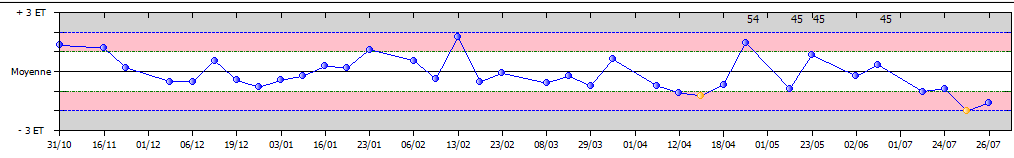 + 3 ET
54 45 45 45
Moyenne
- 3 ET
31/10 16/11 01/12 06/12 19/12 03/01 16/01 23/01 06/02 13/02 22/02 08/03 29/03 01/04 12/04 18/04 01/05 23/05 02/06 01/07 24/07 26/07